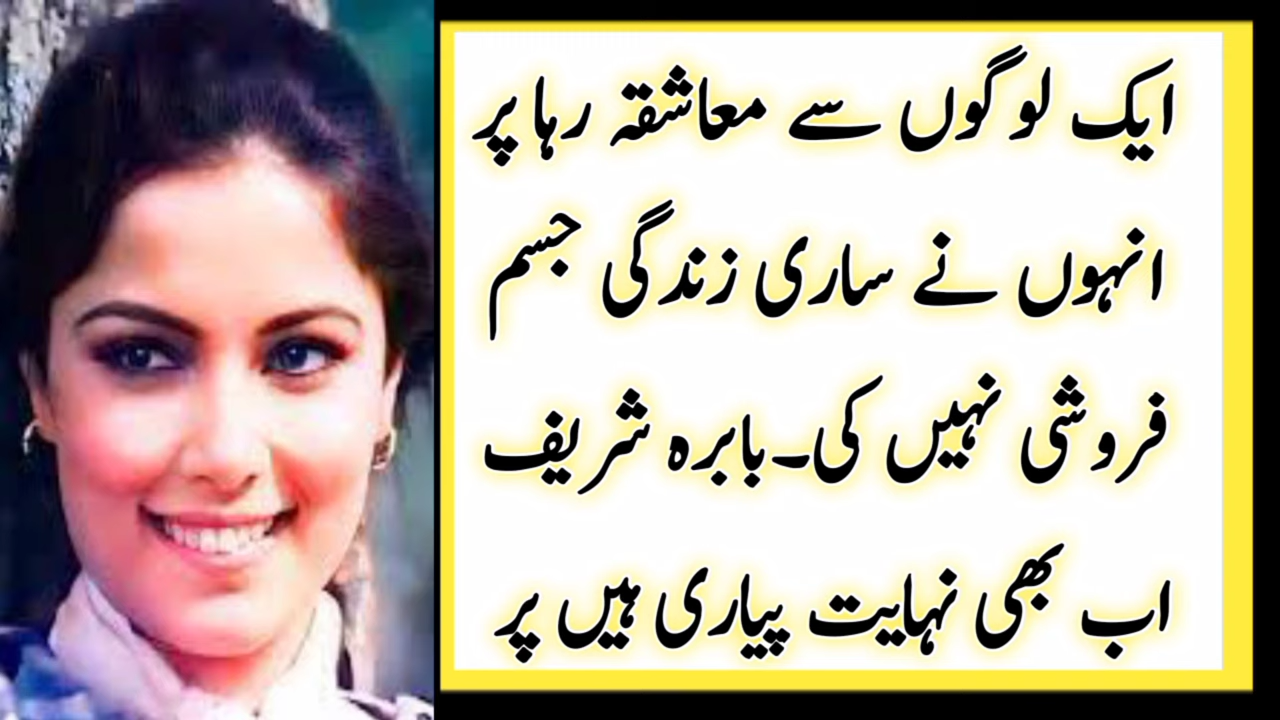 ایک لوگوں سے معاشقہ رہا پر
انہوں نے ساری زندگی جسم
فروشی نہیں کی۔بابرہ شریف
اب بھی نہایت پیاری ہیں پر